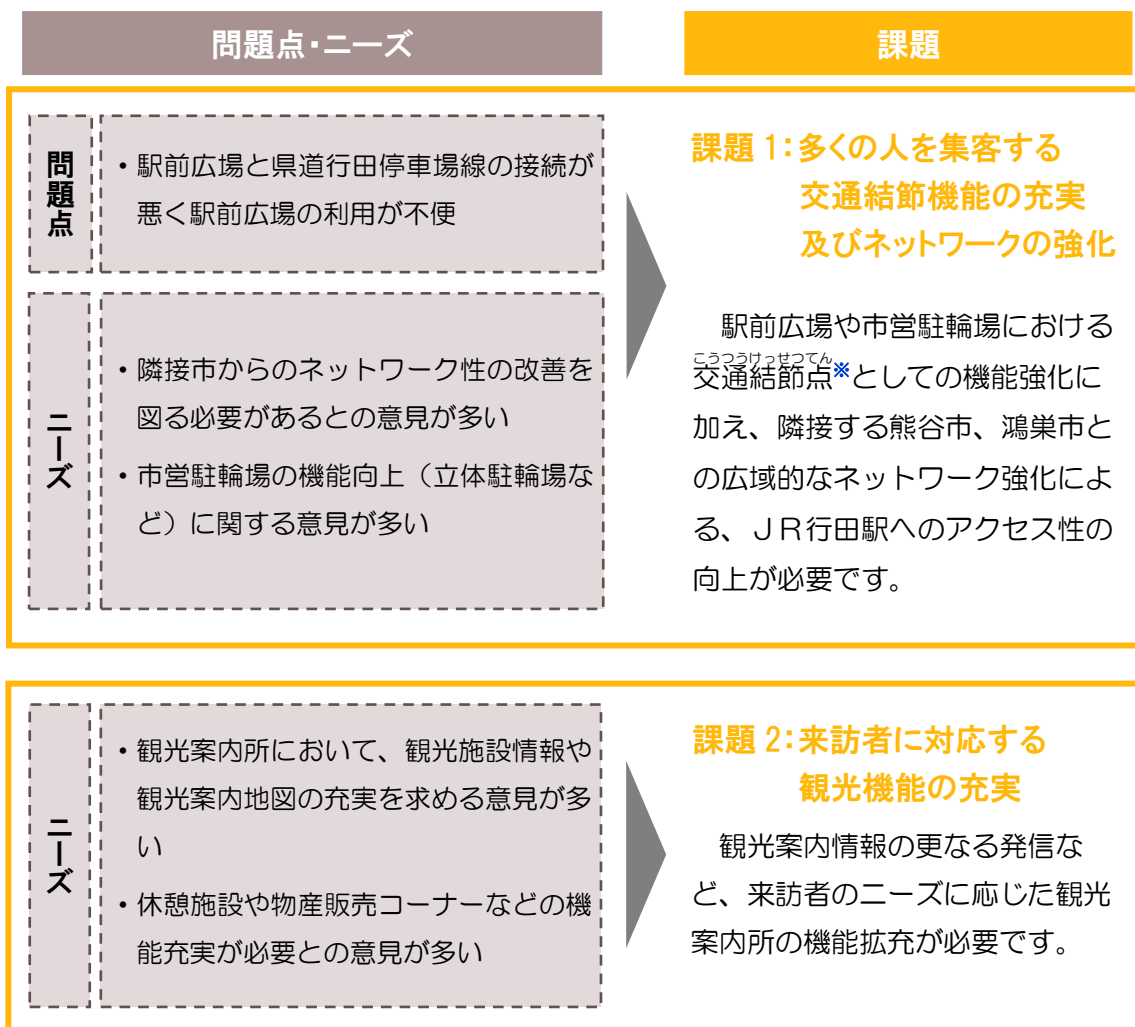 問題点・ニーズ
課題
問題点
・駅前広場と県道行田停車場線の接続が
悪く駅前広場の利用が不便
ニーズ
・隣接市からのネットワーク性の改善を
図る必要があるとの意見が多い
・市営駐輪場の機能向上（立体駐輪場な
ど）に関する意見が多い
課題 1：多くの人を集客する
交通結節機能の充実
及びネットワークの強化
駅前広場や市営駐輪場における
こうつうけっせつてん
交通結節点※としての機能強化に
加え、隣接する熊谷市、鴻巣市と
の広域的なネットワーク強化によ
る、ＪＲ行田駅へのアクセス性の
向上が必要です。
ニーズ
・観光案内所において、観光施設情報や
観光案内地図の充実を求める意見が多
い
・休憩施設や物産販売コーナーなどの機
能充実が必要との意見が多い
課題 2：来訪者に対応する
観光機能の充実
観光案内情報の更なる発信な
ど、来訪者のニーズに応じた観光
案内所の機能拡充が必要です。